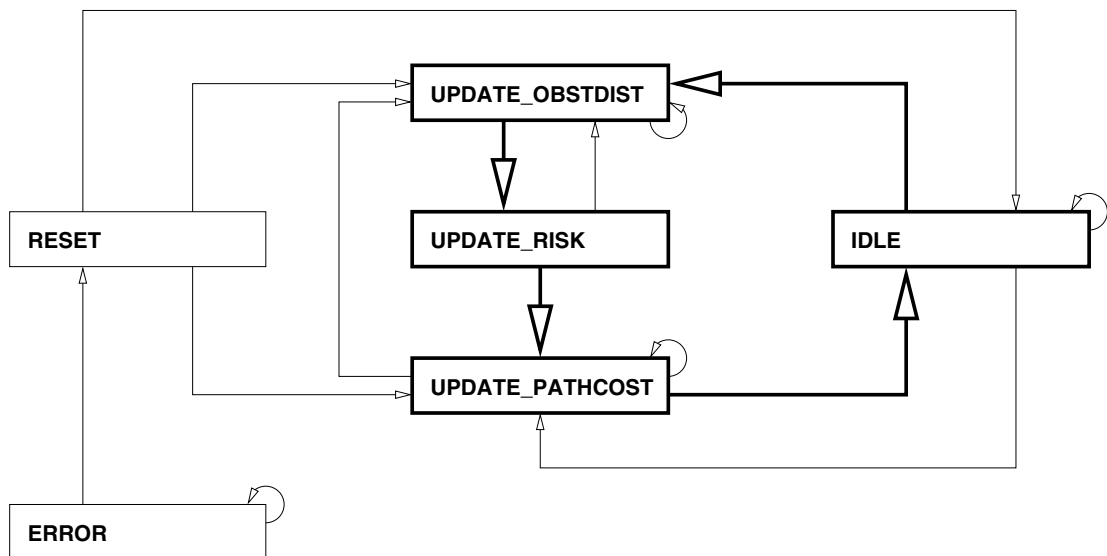 UPDATE_OBSTDIST
RESET
UPDATE_RISK
IDLE
UPDATE_PATHCOST
ERROR